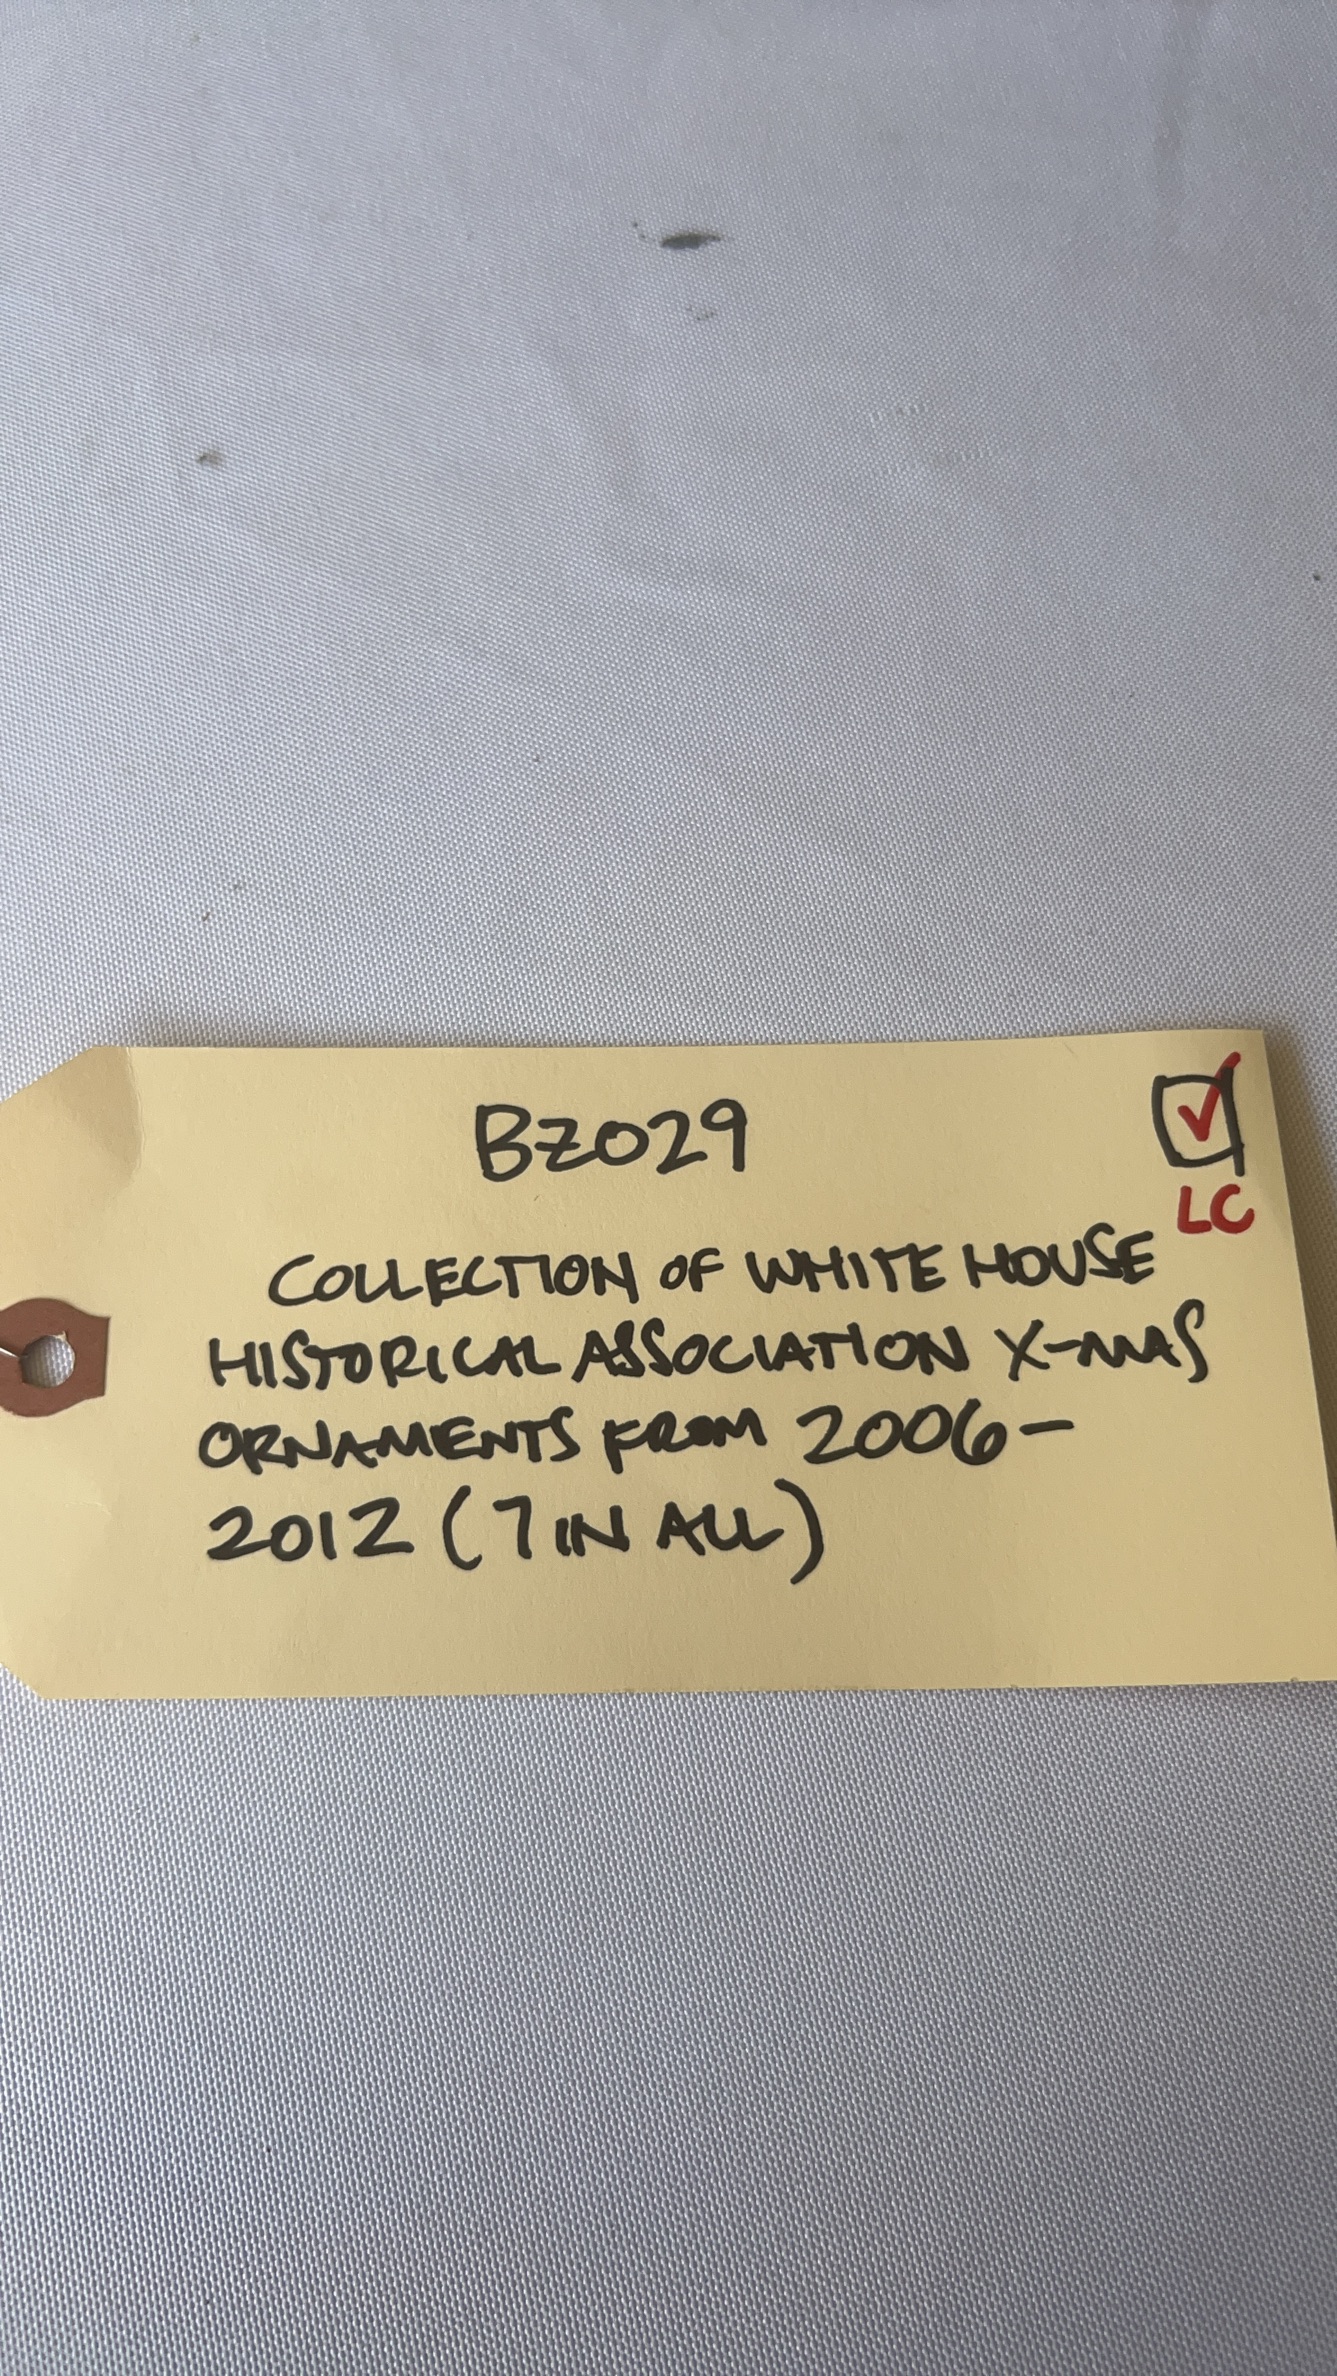 BZ029
☑
LC
COLLECTION OF WHITE HOUSE
HISTORICAL ASSOCIATION X-MAS
ORNAMENTS FROM 2006-
2012 (7 IN ALL)